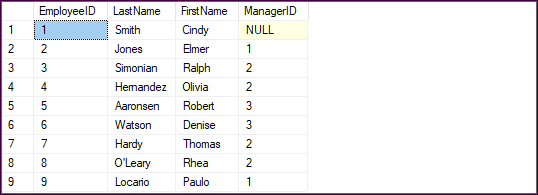 EmployeeID LastName FirstName ManagerID
1 1 Smith Cindy NULL
2 2 Jones Elmer 1
3 3 Simonian Ralph 2
4 4 Hernandez Olivia 2
5 5 Aaronsen Robert 3
6 6 Watson Denise 3
7 7 Hardy Thomas 2
8 8 O'Leary Rhea 2
9 9 Locario Paulo 1